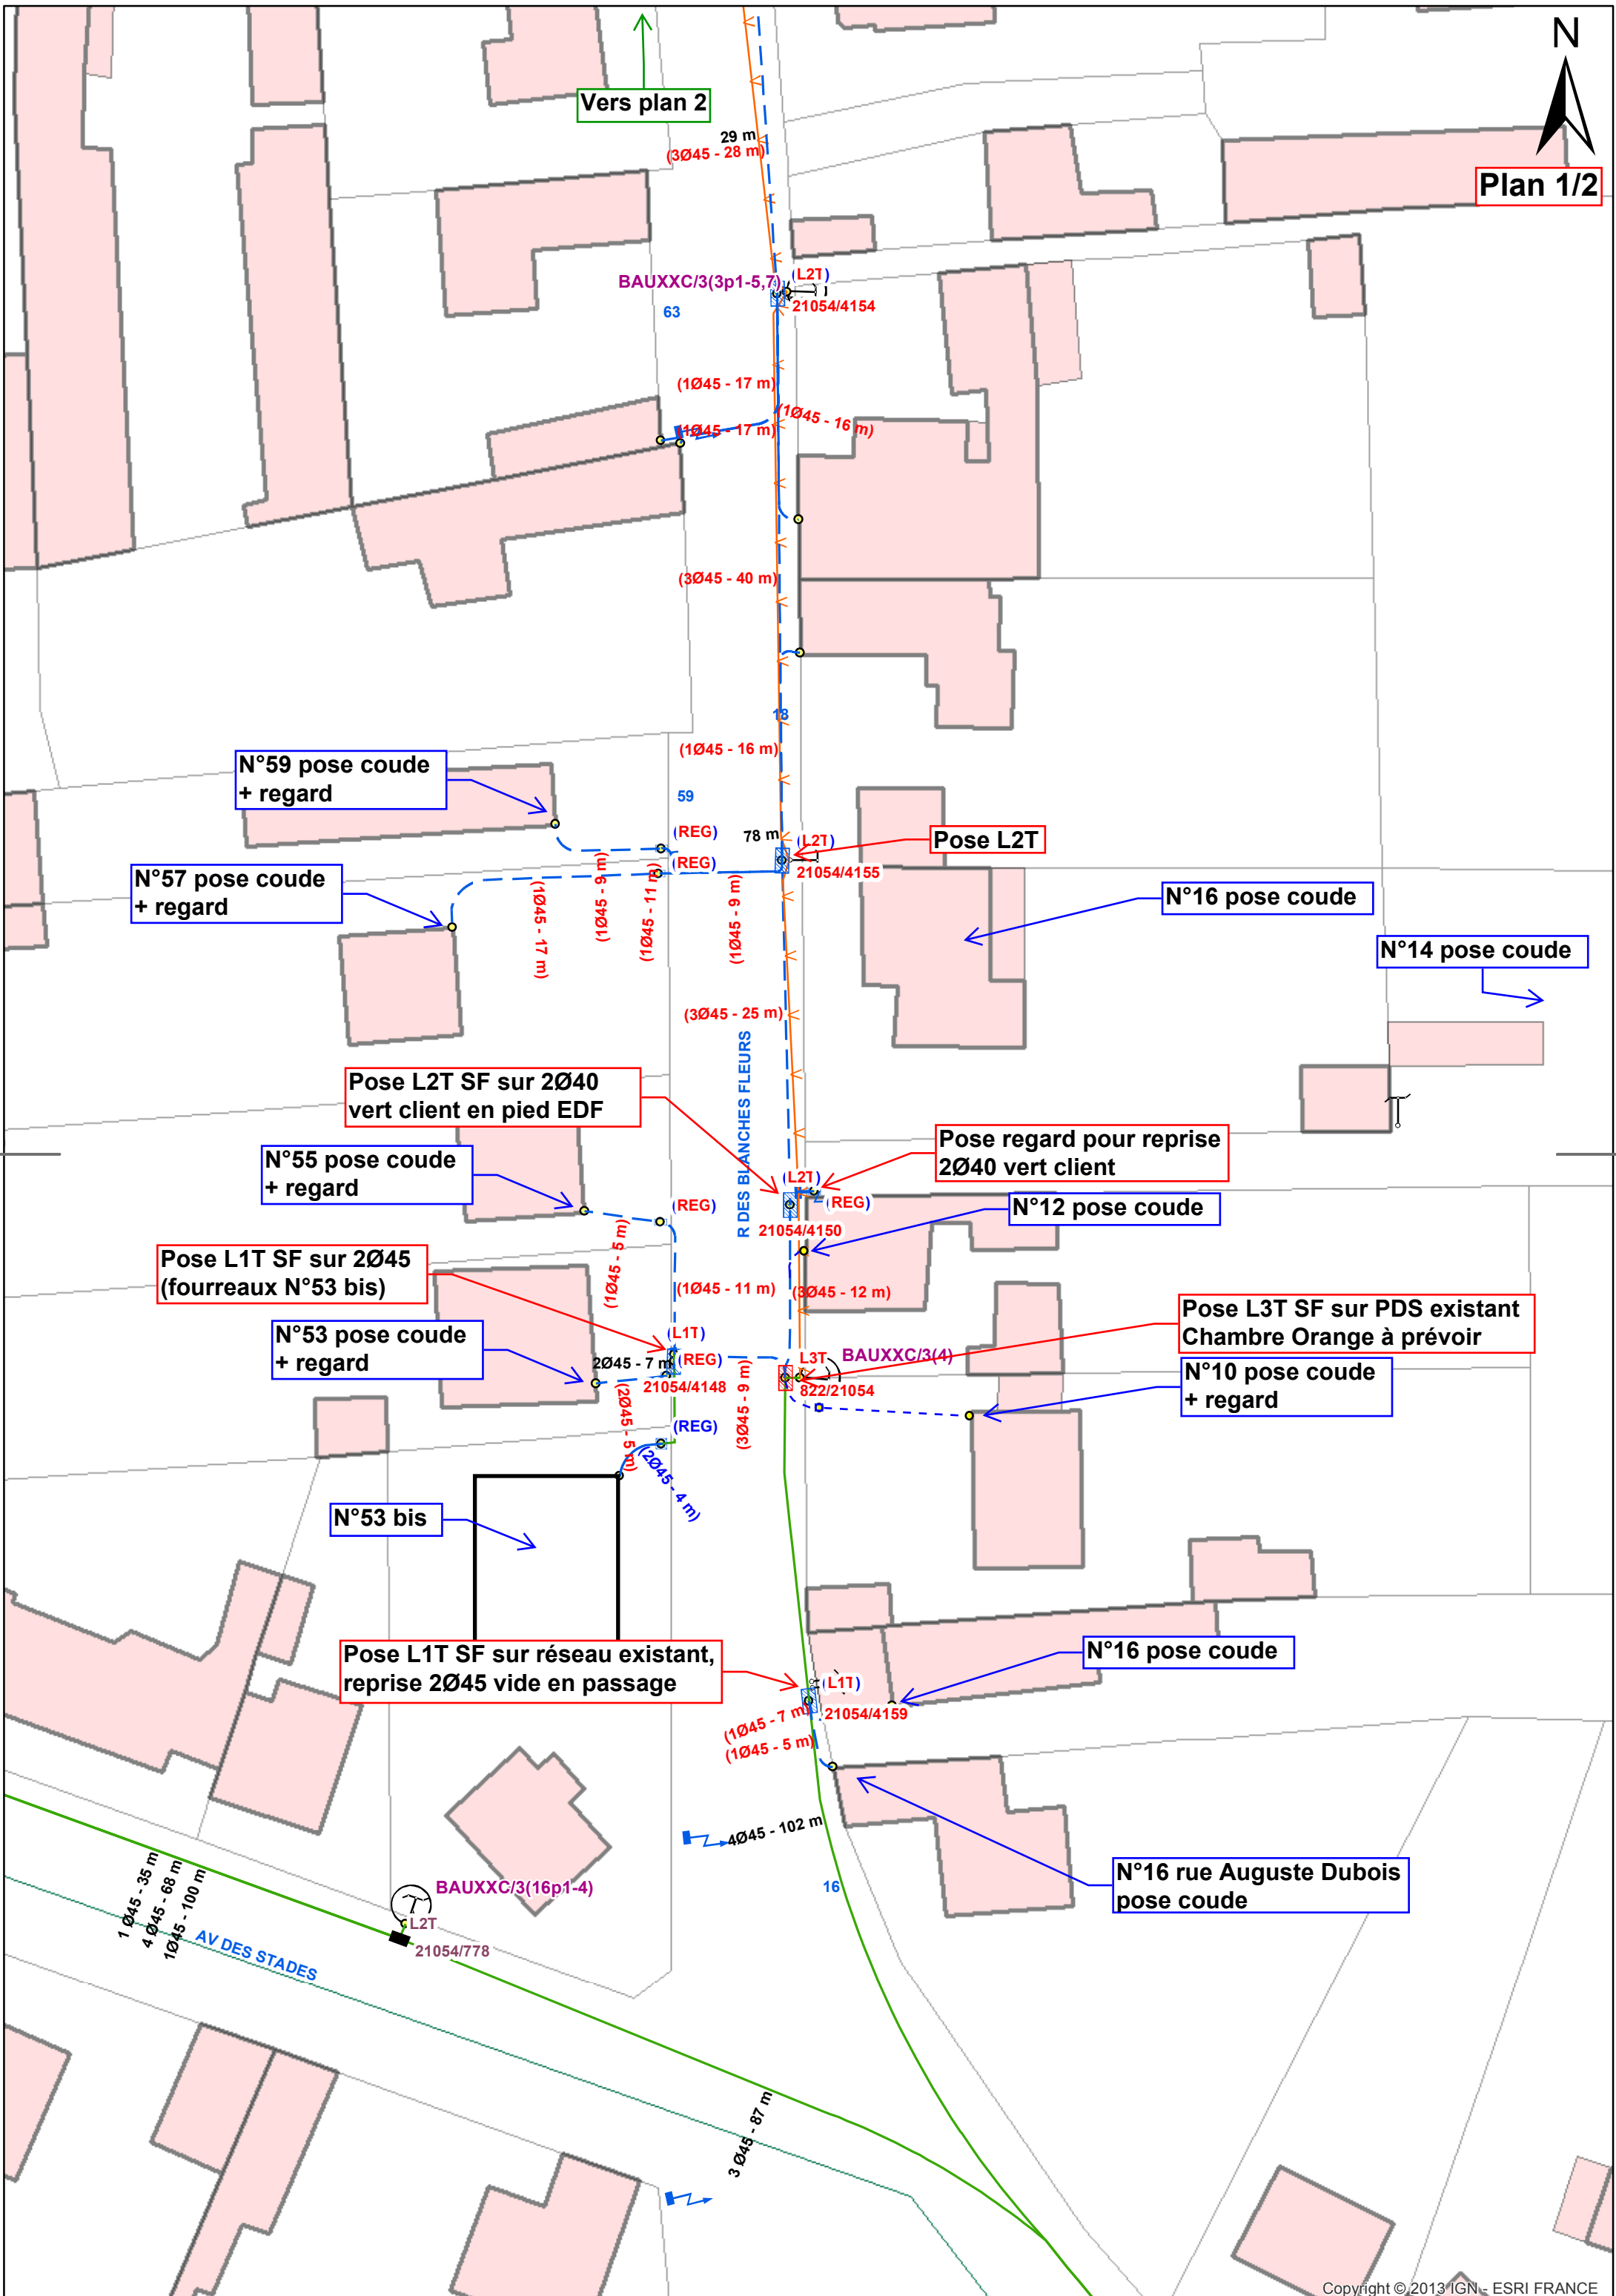 N
Vers plan 2
29 m
(3Ø45 - 28 m)
Plan 1/2
BAUXXC/3(3p1-5,7)
(L2T)
21054/4154
63
(1Ø45 - 17 m)
(1Ø45 - 16 m)
(1Ø45 - 17 m)
(3Ø45 - 40 m)
18
(1Ø45 - 16 m)
N°59 pose coude
+ regard
59
(REG)
78 m
(L2T)
Pose L2T
(REG)
21054/4155
N°57 pose coude
+ regard
(1Ø45 - 17 m)
(1Ø45 - 9 m)
(1Ø45 - 11 m)
(1Ø45 - 9 m)
N°16 pose coude
N°14 pose coude
(3Ø45 - 25 m)
R DES BLANCHES FLEURS
Pose L2T SF sur 2Ø40
vert client en pied EDF
Pose regard pour reprise
2Ø40 vert client
N°55 pose coude
+ regard
(L2T)
(REG)
(REG)
N°12 pose coude
21054/4150
Pose L1T SF sur 2Ø45
(fourreaux N°53 bis)
(1Ø45 - 5 m)
(1Ø45 - 11 m)
(3Ø45 - 12 m)
Pose L3T SF sur PDS existant
Chambre Orange à prévoir
N°53 pose coude
+ regard
(L1T)
2Ø45 - 7 m
(REG)
L3T
BAUXXC/3(4)
21054/4148
822/21054
N°10 pose coude
+ regard
(2Ø45 - 5 m)
(3Ø45 - 9 m)
(REG)
(2Ø45 - 4 m)
N°53 bis
Pose L1T SF sur réseau existant,
reprise 2Ø45 vide en passage
N°16 pose coude
(L1T)
21054/4159
(1Ø45 - 7 m)
(1Ø45 - 5 m)
4Ø45 - 102 m
N°16 rue Auguste Dubois
pose coude
16
BAUXXC/3(16p1-4)
L2T
21054/778
1 Ø45 - 35 m
4 Ø45 - 68 m
1Ø45 - 100 m
AV DES STADES
3 Ø45 - 87 m
Copyright © 2013 IGN - ESRI FRANCE